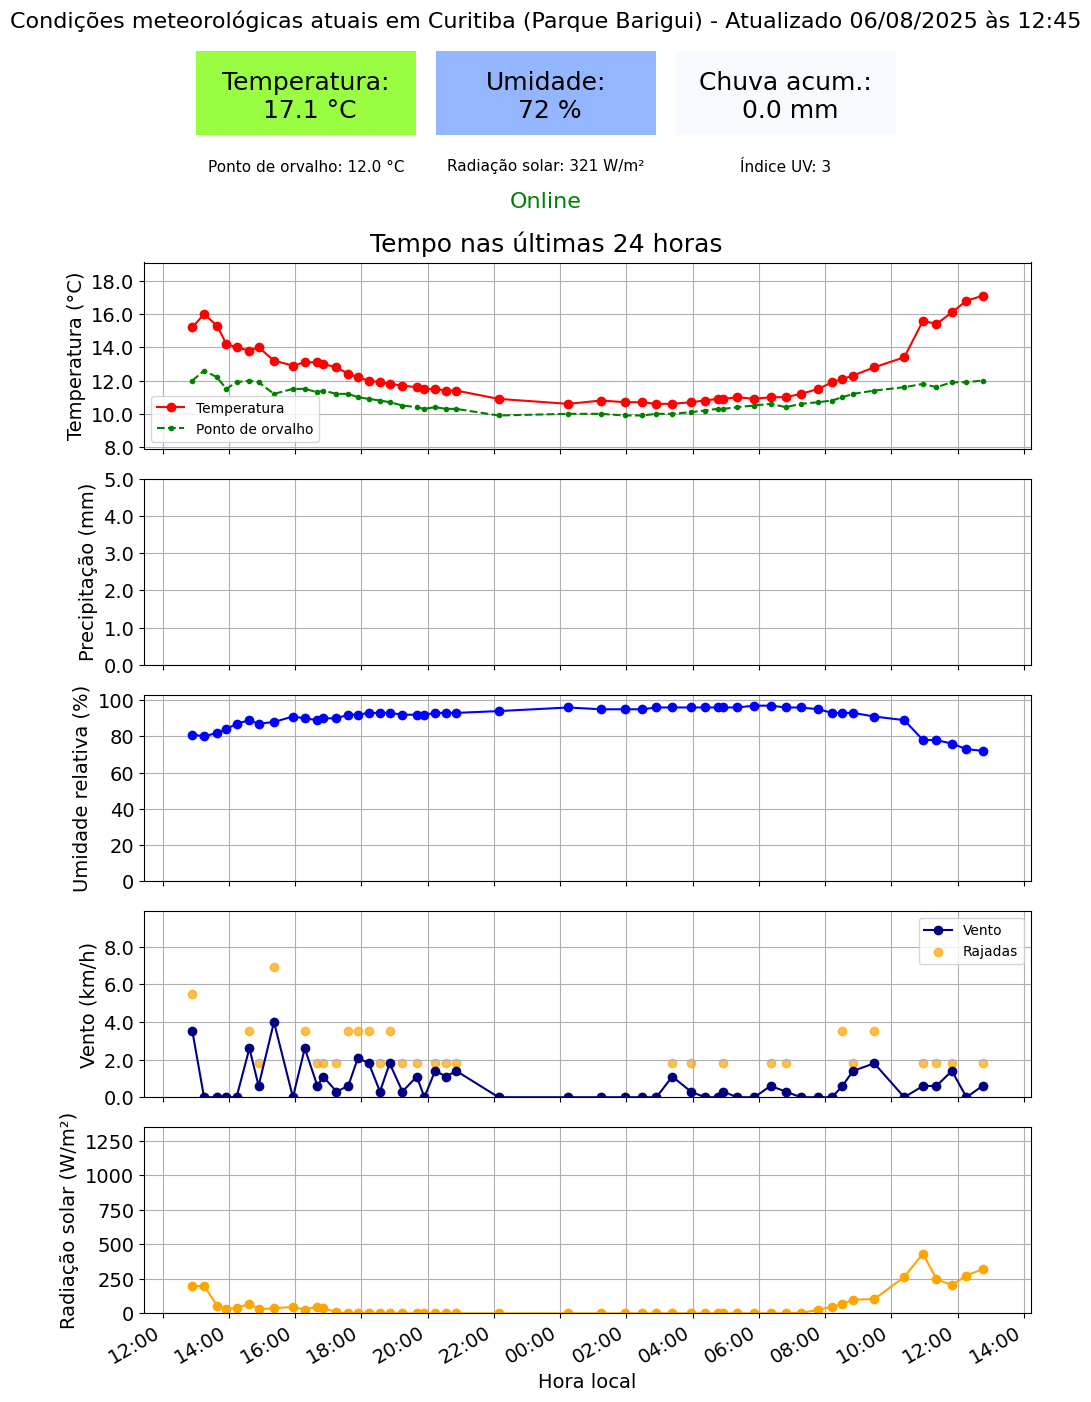 Condições meteorológicas atuais em Curitiba (Parque Barigui) - Atualizado 06/08/2025 às 12:45
Temperatura:
17.1 °C
Umidade:
72 %
Chuva acum.:
0.0 mm
Ponto de orvalho: 12.0 °C
Radiação solar: 321 W/m²
Índice UV: 3
Online
Tempo nas últimas 24 horas
Temperatura (°C)
18.0
16.0
14.0
12.0
10.0
8.0
Temperatura
Ponto de orvalho
Precipitação (mm)
5.0
4.0
3.0
2.0
1.0
0.0
Umidade relativa (%)
100
80
60
40
20
0
Vento (km/h)
8.0
6.0
4.0
2.0
0.0
Vento
Rajadas
Radiação solar (W/m²)
1250
1000
750
500
250
0
12:00
14:00
16:00
18:00
20:00
22:00
00:00
02:00
04:00
06:00
08:00
10:00
12:00
14:00
Hora local